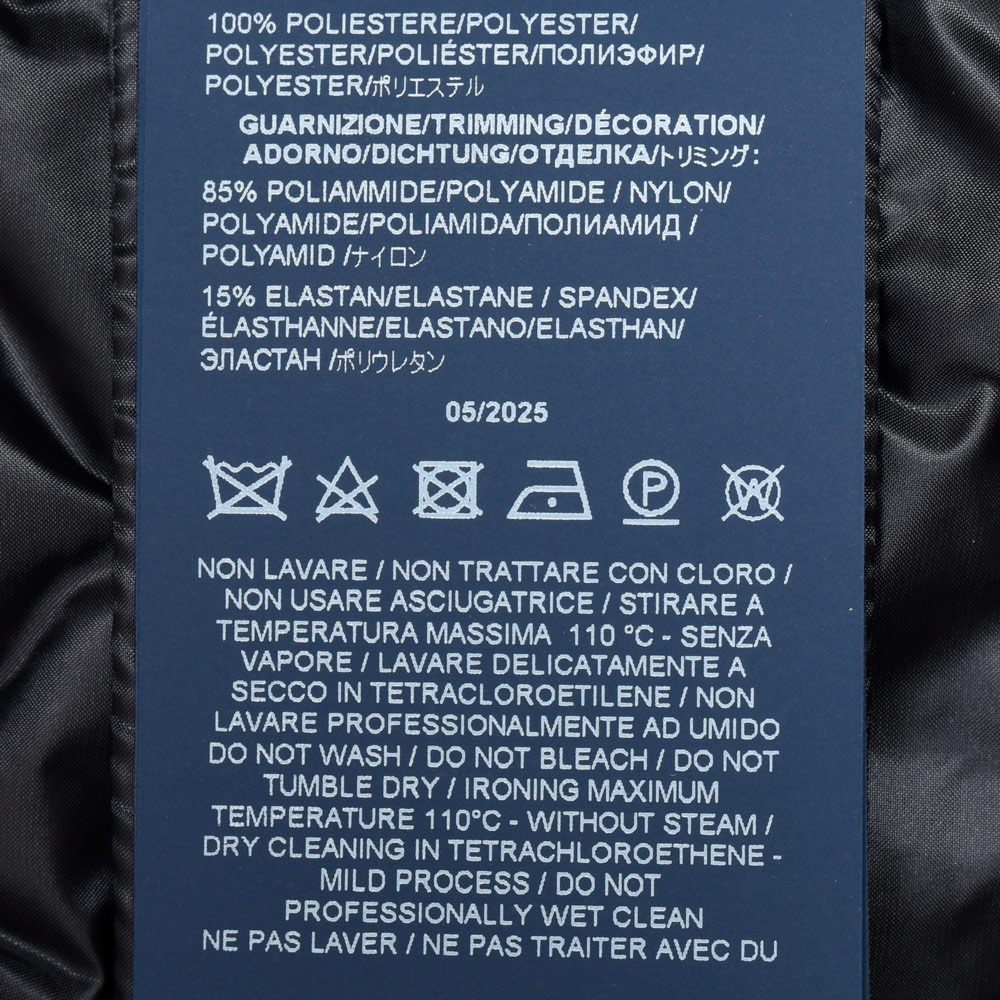 100% POLIESTERE/POLYESTER/
POLYESTER/POLIÉSTER/ПОЛИЭФИР/
POLYESTER/ポリエステル
GUARNIZIONE/TRIMMING/DÉCORATION/
ADORNO/DICHTUNG/ОТДЕЛКА/トリミング:
85% POLIAMMIDE/POLYAMIDE / NYLON/
POLYAMIDE/POLIAMIDA/ПОЛИАМИД /
POLYAMID /ナイロン
15% ELASTAN/ELASTANE / SPANDEX/
ÉLASTHANNE/ELASTANO/ELASTHAN/
ЭЛАСТАН /ポリウレタン
05/2025
P W
NON LAVARE / NON TRATTARE CON CLORO /
NON USARE ASCIUGATRICE / STIRARE A
TEMPERATURA MASSIMA 110 °C - SENZA
VAPORE / LAVARE DELICATAMENTE A
SECCO IN TETRACLOROETILENE / NON
LAVARE PROFESSIONALMENTE AD UMIDO
DO NOT WASH / DO NOT BLEACH / DO NOT
TUMBLE DRY / IRONING MAXIMUM
TEMPERATURE 110°C - WITHOUT STEAM /
DRY CLEANING IN TETRACHLOROETHENE -
MILD PROCESS / DO NOT
PROFESSIONALLY WET CLEAN
NE PAS LAVER / NE PAS TRAITER AVEC DU